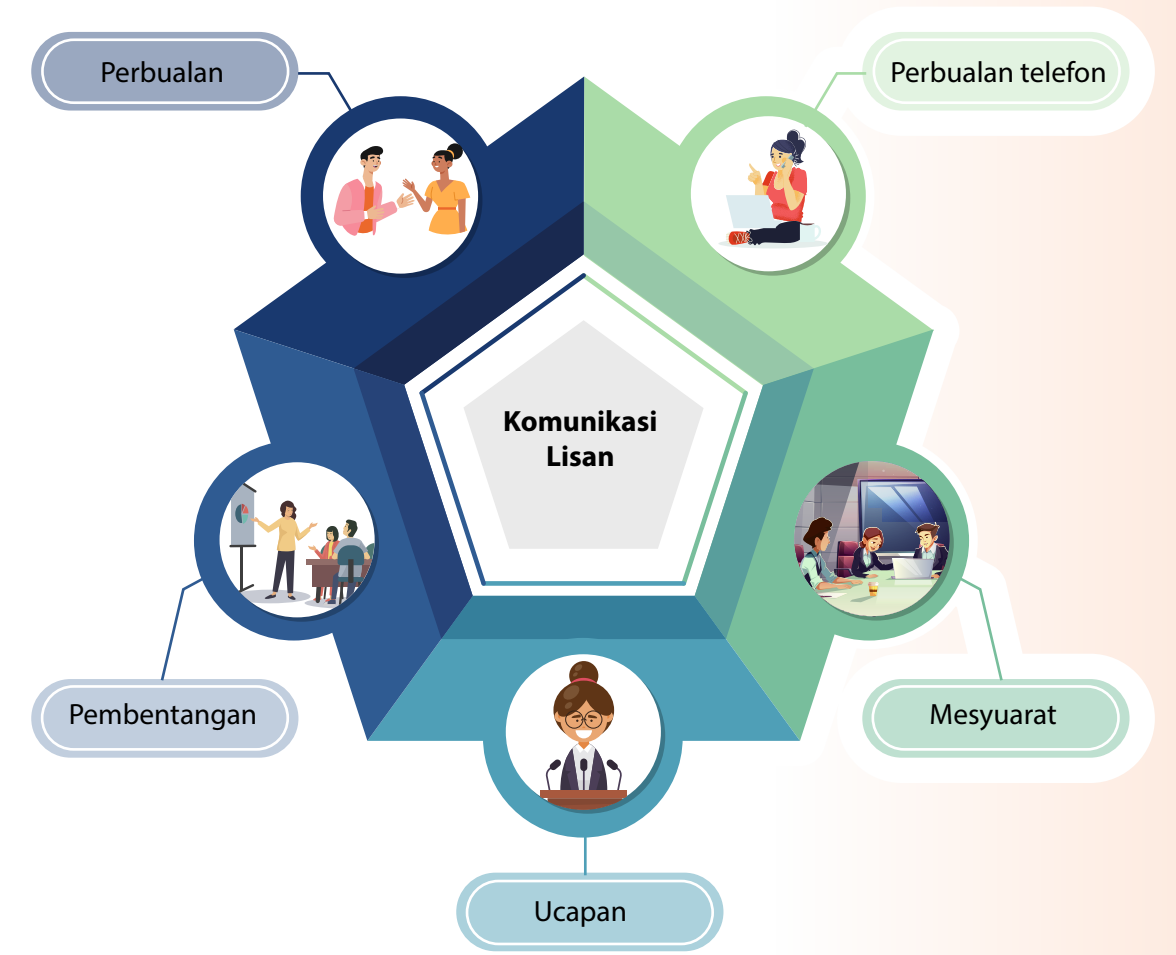 Perbualan
Perbualan telefon
Komunikasi
Lisan
Pembentangan
Mesyuarat
Ucapan